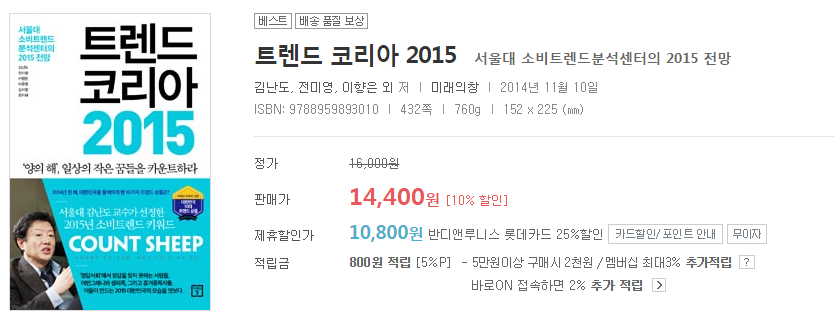 서울대
소비트렌드
분석센터의
2015 전망
트렌드
코리아
2015
'양의 해', 일상의 작은 꿈들을 카운트하라
서울대 김난도 교수가 선정한
2015년 소비트렌드 키워드
COUNT SHEEP
베스트 배송 품질 보상
트렌드 코리아 2015 서울대 소비트렌드분석센터의 2015 전망
김난도, 전미영, 이향은 외 저 | 미래의창 | 2014년 11월 10일
ISBN: 9788959893010 | 432쪽 | 760g | 152 x 225 (㎜)
정가 16,000원
판매가 14,400원 [10% 할인]
제휴할인가 10,800원 반디앤루니스 롯데카드 25%할인 카드할인/ 포인트 안내 무이자
적립금 800원 적립 [5%P] - 5만원이상 구매시 2천원 /멤버십 최대3% 추가적립 ?
바로ON 접속하면 2% 추가 적립 >